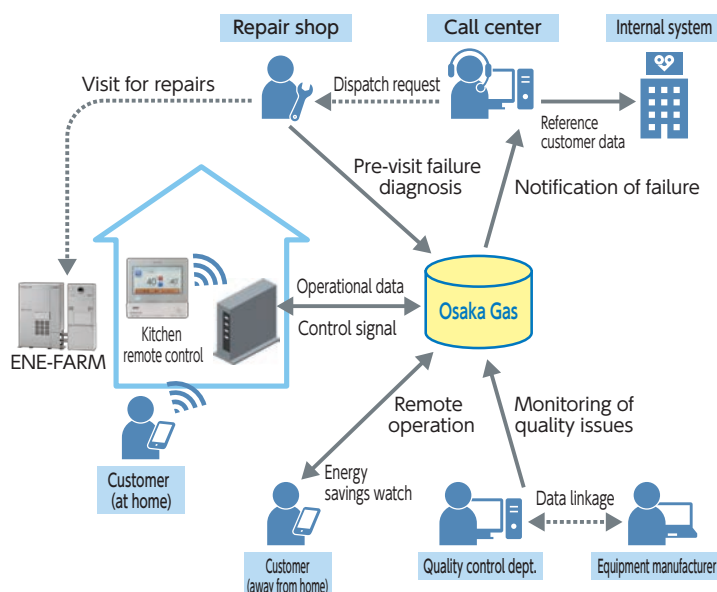 Repair shop
Call center
Internal system
Visit for repairs
Dispatch request
Reference
customer data
Pre-visit failure
diagnosis
Notification of failure
Operational data
Control signal
Osaka Gas
40
40
Kitchen
remote control
ENE-FARM
Customer
(at home)
Remote
operation
Monitoring of
quality issues
Energy
savings watch
Data linkage
Customer
(away from home)
Quality control dept.
Equipment manufacturer